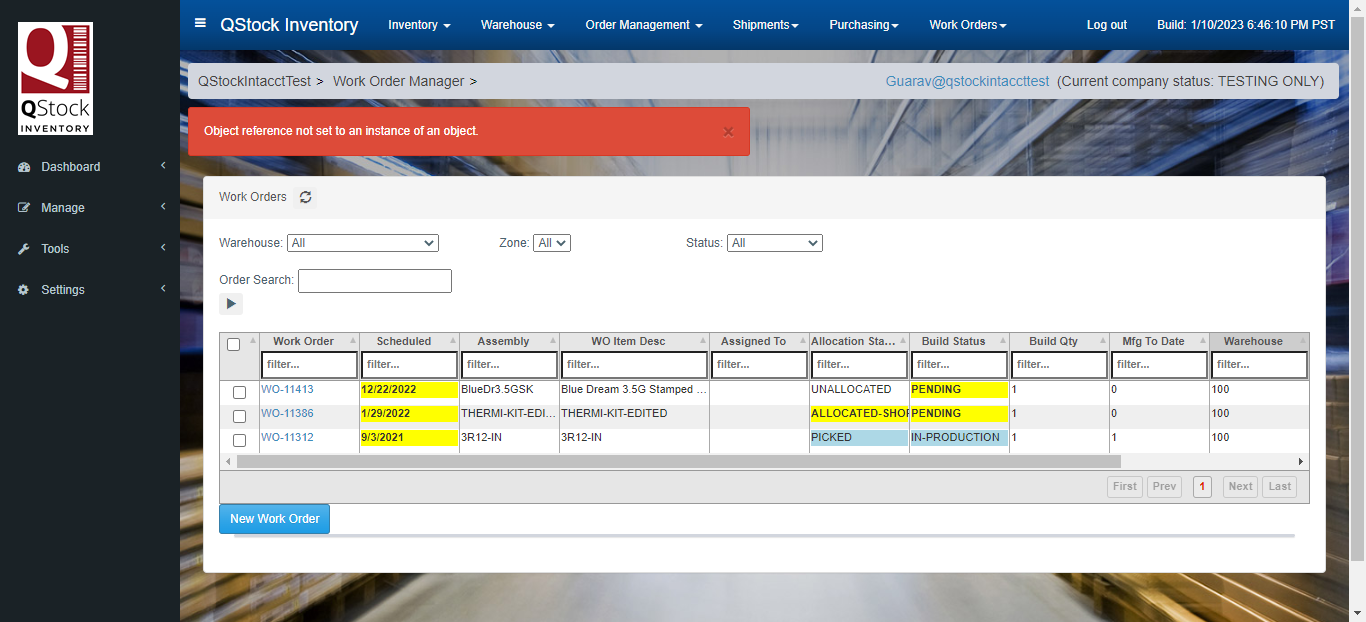 QStock Inventory
Inventory
Warehouse
Order Management
Shipments
Purchasing
Work Orders
Log out
Build: 1/10/2023 6:46:10 PM PST
Q
QStock
INVENTORY
Dashboard
Manage
Tools
Settings
QStockIntacctTest > Work Order Manager >
Guarav@qstockintaccttest (Current company status: TESTING ONLY)
Object reference not set to an instance of an object.
×
Work Orders
Warehouse: All Zone: All Status: All
Order Search:
Work Order Scheduled Assembly WO Item Desc Assigned To Allocation Sta... Build Status Build Qty Mfg To Date Warehouse
filter... filter... filter... filter... filter... filter... filter... filter... filter... filter...
WO-11413 12/22/2022 BlueDr3.5GSK Blue Dream 3.5G Stamped ... UNALLOCATED PENDING 1 0 100
WO-11386 1/29/2022 THERMI-KIT-EDI... THERMI-KIT-EDITED ALLOCATED-SHOP PENDING 1 0 100
WO-11312 9/3/2021 3R12-IN 3R12-IN PICKED IN-PRODUCTION 1 1 100
First Prev 1 Next Last
New Work Order